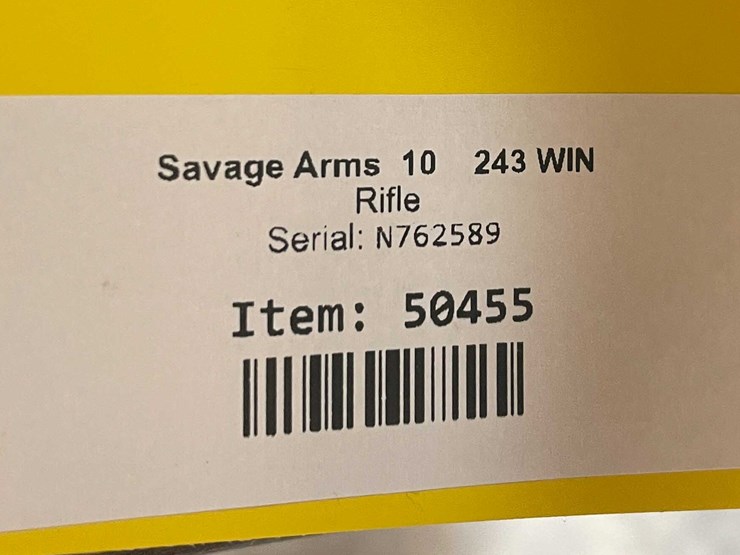 Savage Arms 10 243 WIN
Rifle
Serial: N762589
Item: 50455